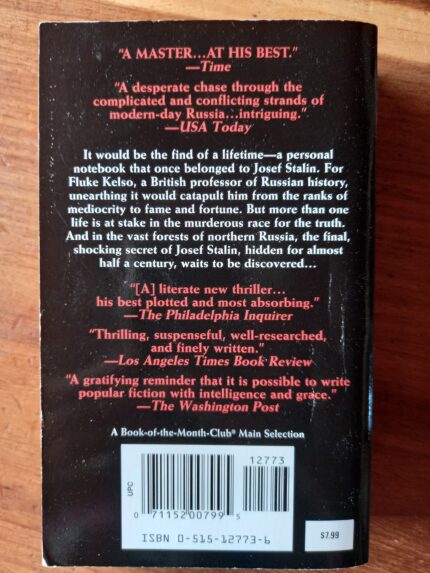 "A MASTER...AT HIS BEST."
—Time
"A desperate chase through the
complicated and conflicting strands of
modern-day Russia...intriguing."
—USA Today
It would be the find of a lifetime—a personal
notebook that once belonged to Josef Stalin. For
Fluke Kelso, a British professor of Russian history,
unearthing it would catapult him from the ranks of
mediocrity to fame and fortune. But more than one
life is at stake in the murderous race for the truth.
And in the vast forests of northern Russia, the final,
shocking secret of Josef Stalin, hidden for almost
half a century, waits to be discovered...
"[A] literate new thriller...
his best plotted and most absorbing."
—The Philadelphia Inquirer
"Thrilling, suspenseful, well-researched,
and finely written."
—Los Angeles Times Book Review
"A gratifying reminder that it is possible to write
popular fiction with intelligence and grace."
—The Washington Post
A Book-of-the-Month-Club® Main Selection
12773
UPC
0 71152 00799 5
ISBN 0-515-12773-6
$7.99